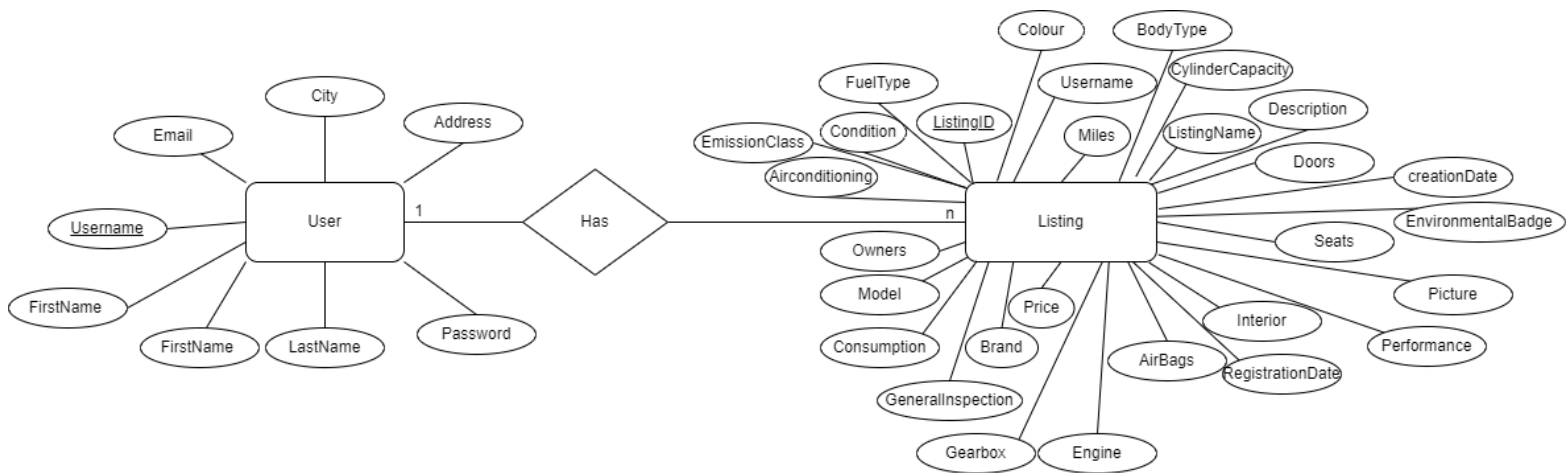 Colour
BodyType
CylinderCapacity
FuelType
Username
City
Description
Address
ListingID
Email
Condition
Miles
ListingName
EmissionClass
Doors
Airconditioning
creationDate
1
n
User
Has
Listing
EnvironmentalBadge
Username
Seats
Owners
Model
Picture
FirstName
Price
Interior
Password
FirstName
LastName
Consumption
Brand
Performance
AirBags
RegistrationDate
GeneralInspection
Gearbox
Engine